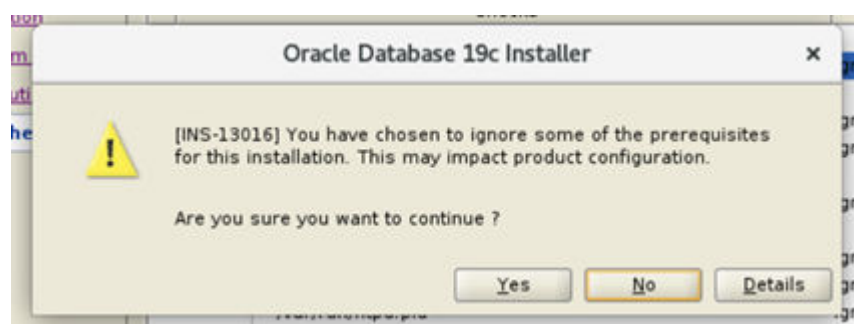 Oracle Database 19c Installer
[INS-13016] You have chosen to ignore some of the prerequisites
for this installation. This may impact product configuration.
Are you sure you want to continue ?
Yes No Details